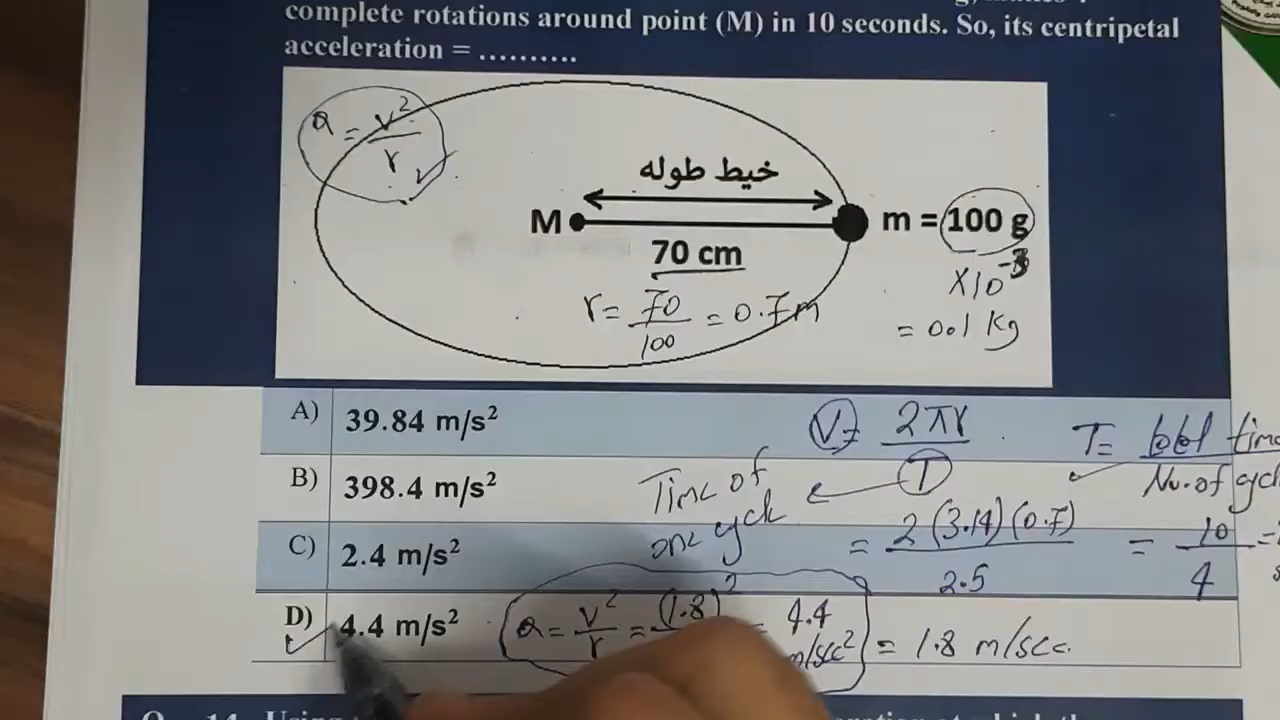 complete rotations around point (M) in 10 seconds. So, its centripetal
acceleration = ..........
a = v²/r
خيط طوله
M
m = 100 g
70 cm
×10⁻³
r = 70/100 = 0.7m
= 0.1 kg
A) 39.84 m/s²
V = 2πr/T
T = total time
No. of cycl
B) 398.4 m/s²
Time of
one cycle
= 2(3.14)(0.7)/2.5
= 10/4 =
C) 2.4 m/s²
D) 4.4 m/s²
a = v²/r = (1.8)²
= 4.4
m/sec²
= 1.8 m/sec.